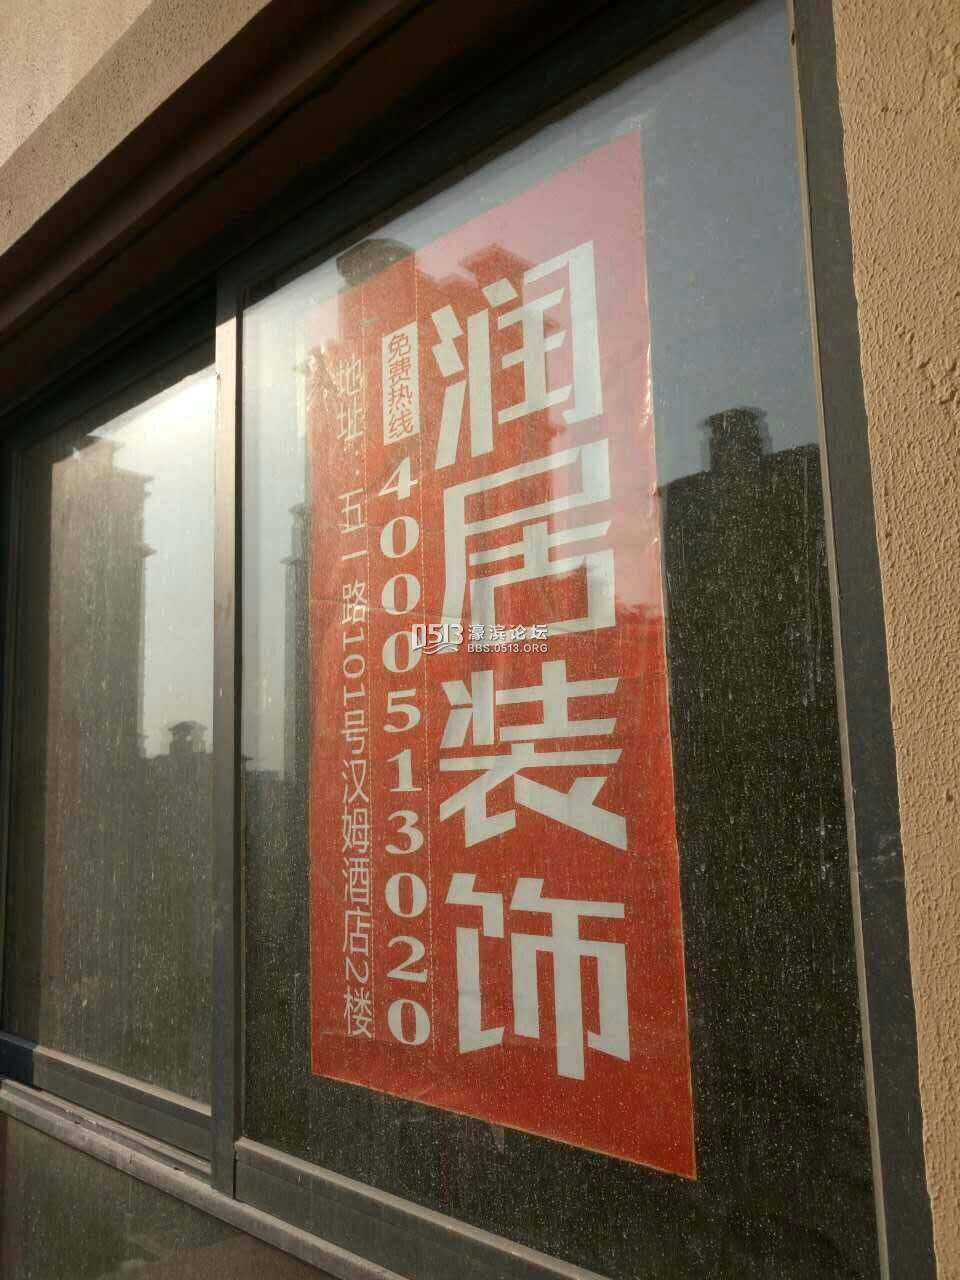 润居装饰
免费热线
4000513020
地址:五一路101号汉姆酒店2楼
0513 濠滨论坛
BBS.0513.ORG